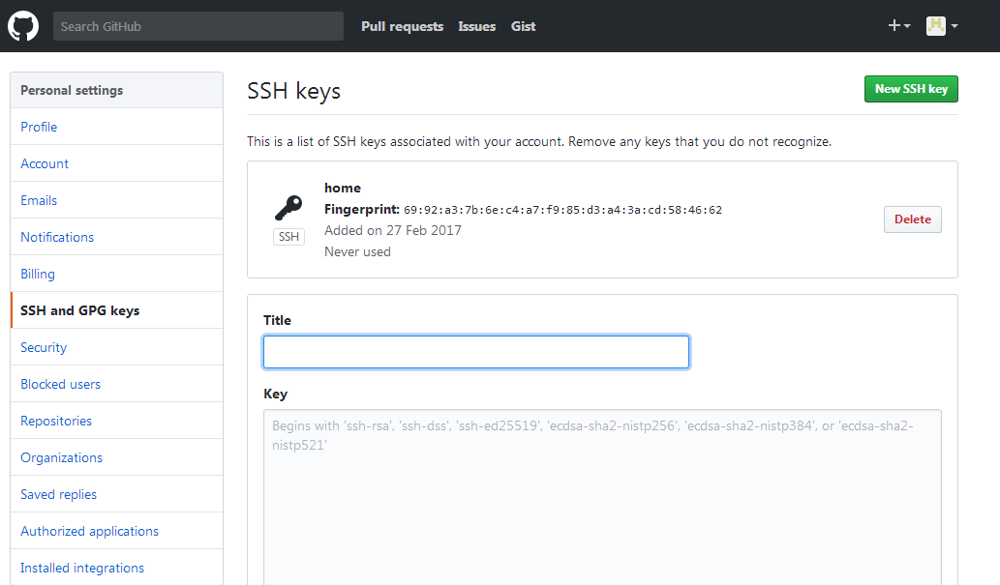 Search GitHub
Pull requests
Issues
Gist
Personal settings
Profile
Account
Emails
Notifications
Billing
SSH and GPG keys
Security
Blocked users
Repositories
Organizations
Saved replies
Authorized applications
Installed integrations
SSH keys
New SSH key
This is a list of SSH keys associated with your account. Remove any keys that you do not recognize.
SSH
home
Fingerprint: 69:92:a3:7b:6e:c4:a7:f9:85:d3:a4:3a:cd:58:46:62
Added on 27 Feb 2017
Never used
Delete
Title
Key
Begins with 'ssh-rsa', 'ssh-dss', 'ssh-ed25519', 'ecdsa-sha2-nistp256', 'ecdsa-sha2-nistp384', or 'ecdsa-sha2-
nistp521'